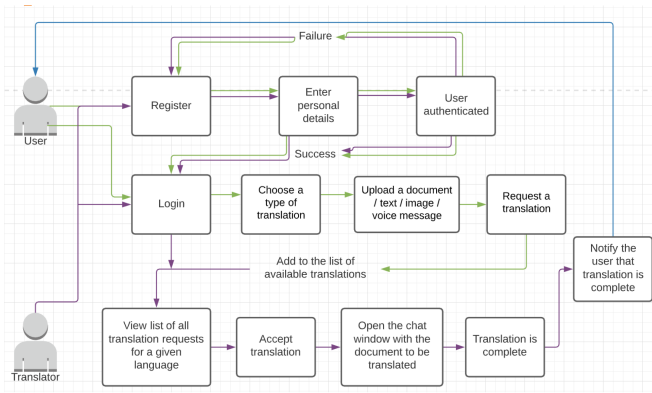 Failure
Register
Enter
personal
details
User
authenticated
User
Success
Login
Choose a
type of
translation
Upload a document
/ text / image /
voice message
Request a
translation
Notify the
user that
translation is
complete
Add to the list of
available translations
View list of all
translation requests
for a given
language
Accept
translation
Open the chat
window with the
document to be
translated
Translation is
complete
Translator